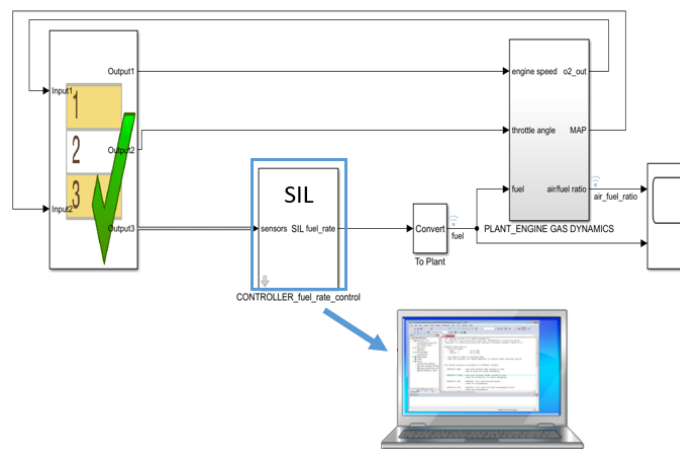 Output1
engine speed
o2_out
Input1
1
2
Output2
throttle angle
MAP
3
SIL
fuel
air/fuel ratio
air_fuel_ratio
Input2
Output3
sensors
SIL
fuel_rate
Convert
fuel
PLANT_ENGINE GAS DYNAMICS
To Plant
CONTROLLER_fuel_rate_control